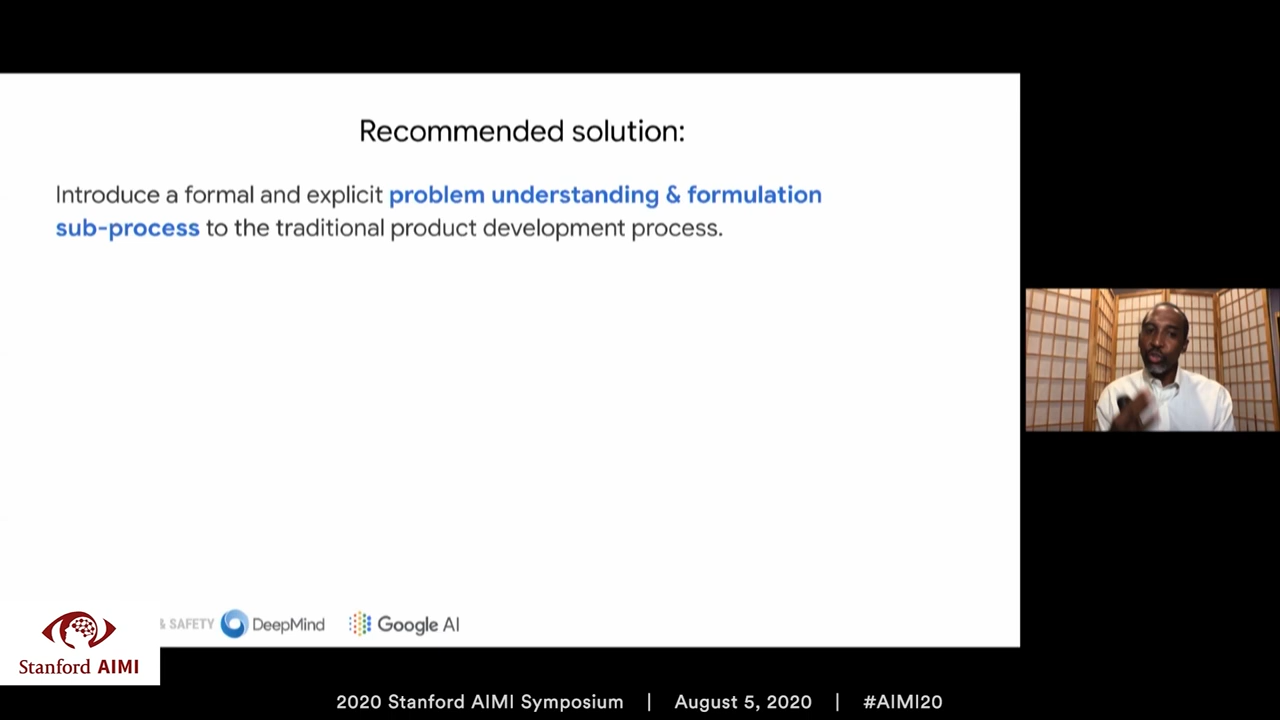 Recommended solution:
Introduce a formal and explicit problem understanding & formulation
sub-process to the traditional product development process.
& SAFETY DeepMind Google AI
Stanford AIMI
2020 Stanford AIMI Symposium | August 5, 2020 | #AIMI20